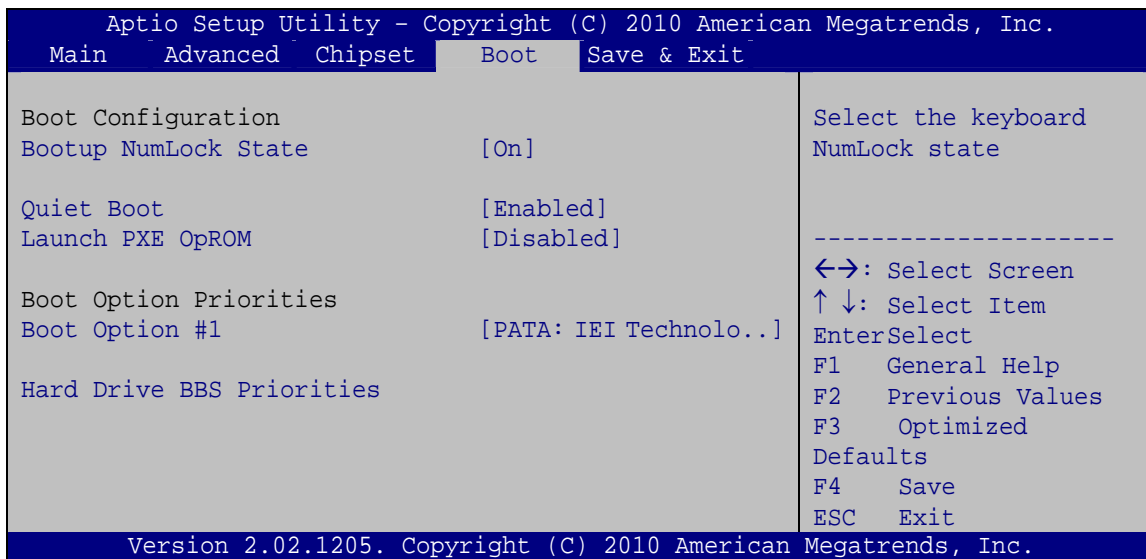 Aptio Setup Utility – Copyright (C) 2010 American Megatrends, Inc.
Main Advanced Chipset Boot Save & Exit
Boot Configuration
Bootup NumLock State [On]
Quiet Boot [Enabled]
Launch PXE OpROM [Disabled]
Boot Option Priorities
Boot Option #1 [PATA: IEI Technolo..]
Hard Drive BBS Priorities
Select the keyboard
NumLock state
---------------------
←→: Select Screen
↑ ↓: Select Item
EnterSelect
F1 General Help
F2 Previous Values
F3 Optimized
Defaults
F4 Save
ESC Exit
Version 2.02.1205. Copyright (C) 2010 American Megatrends, Inc.